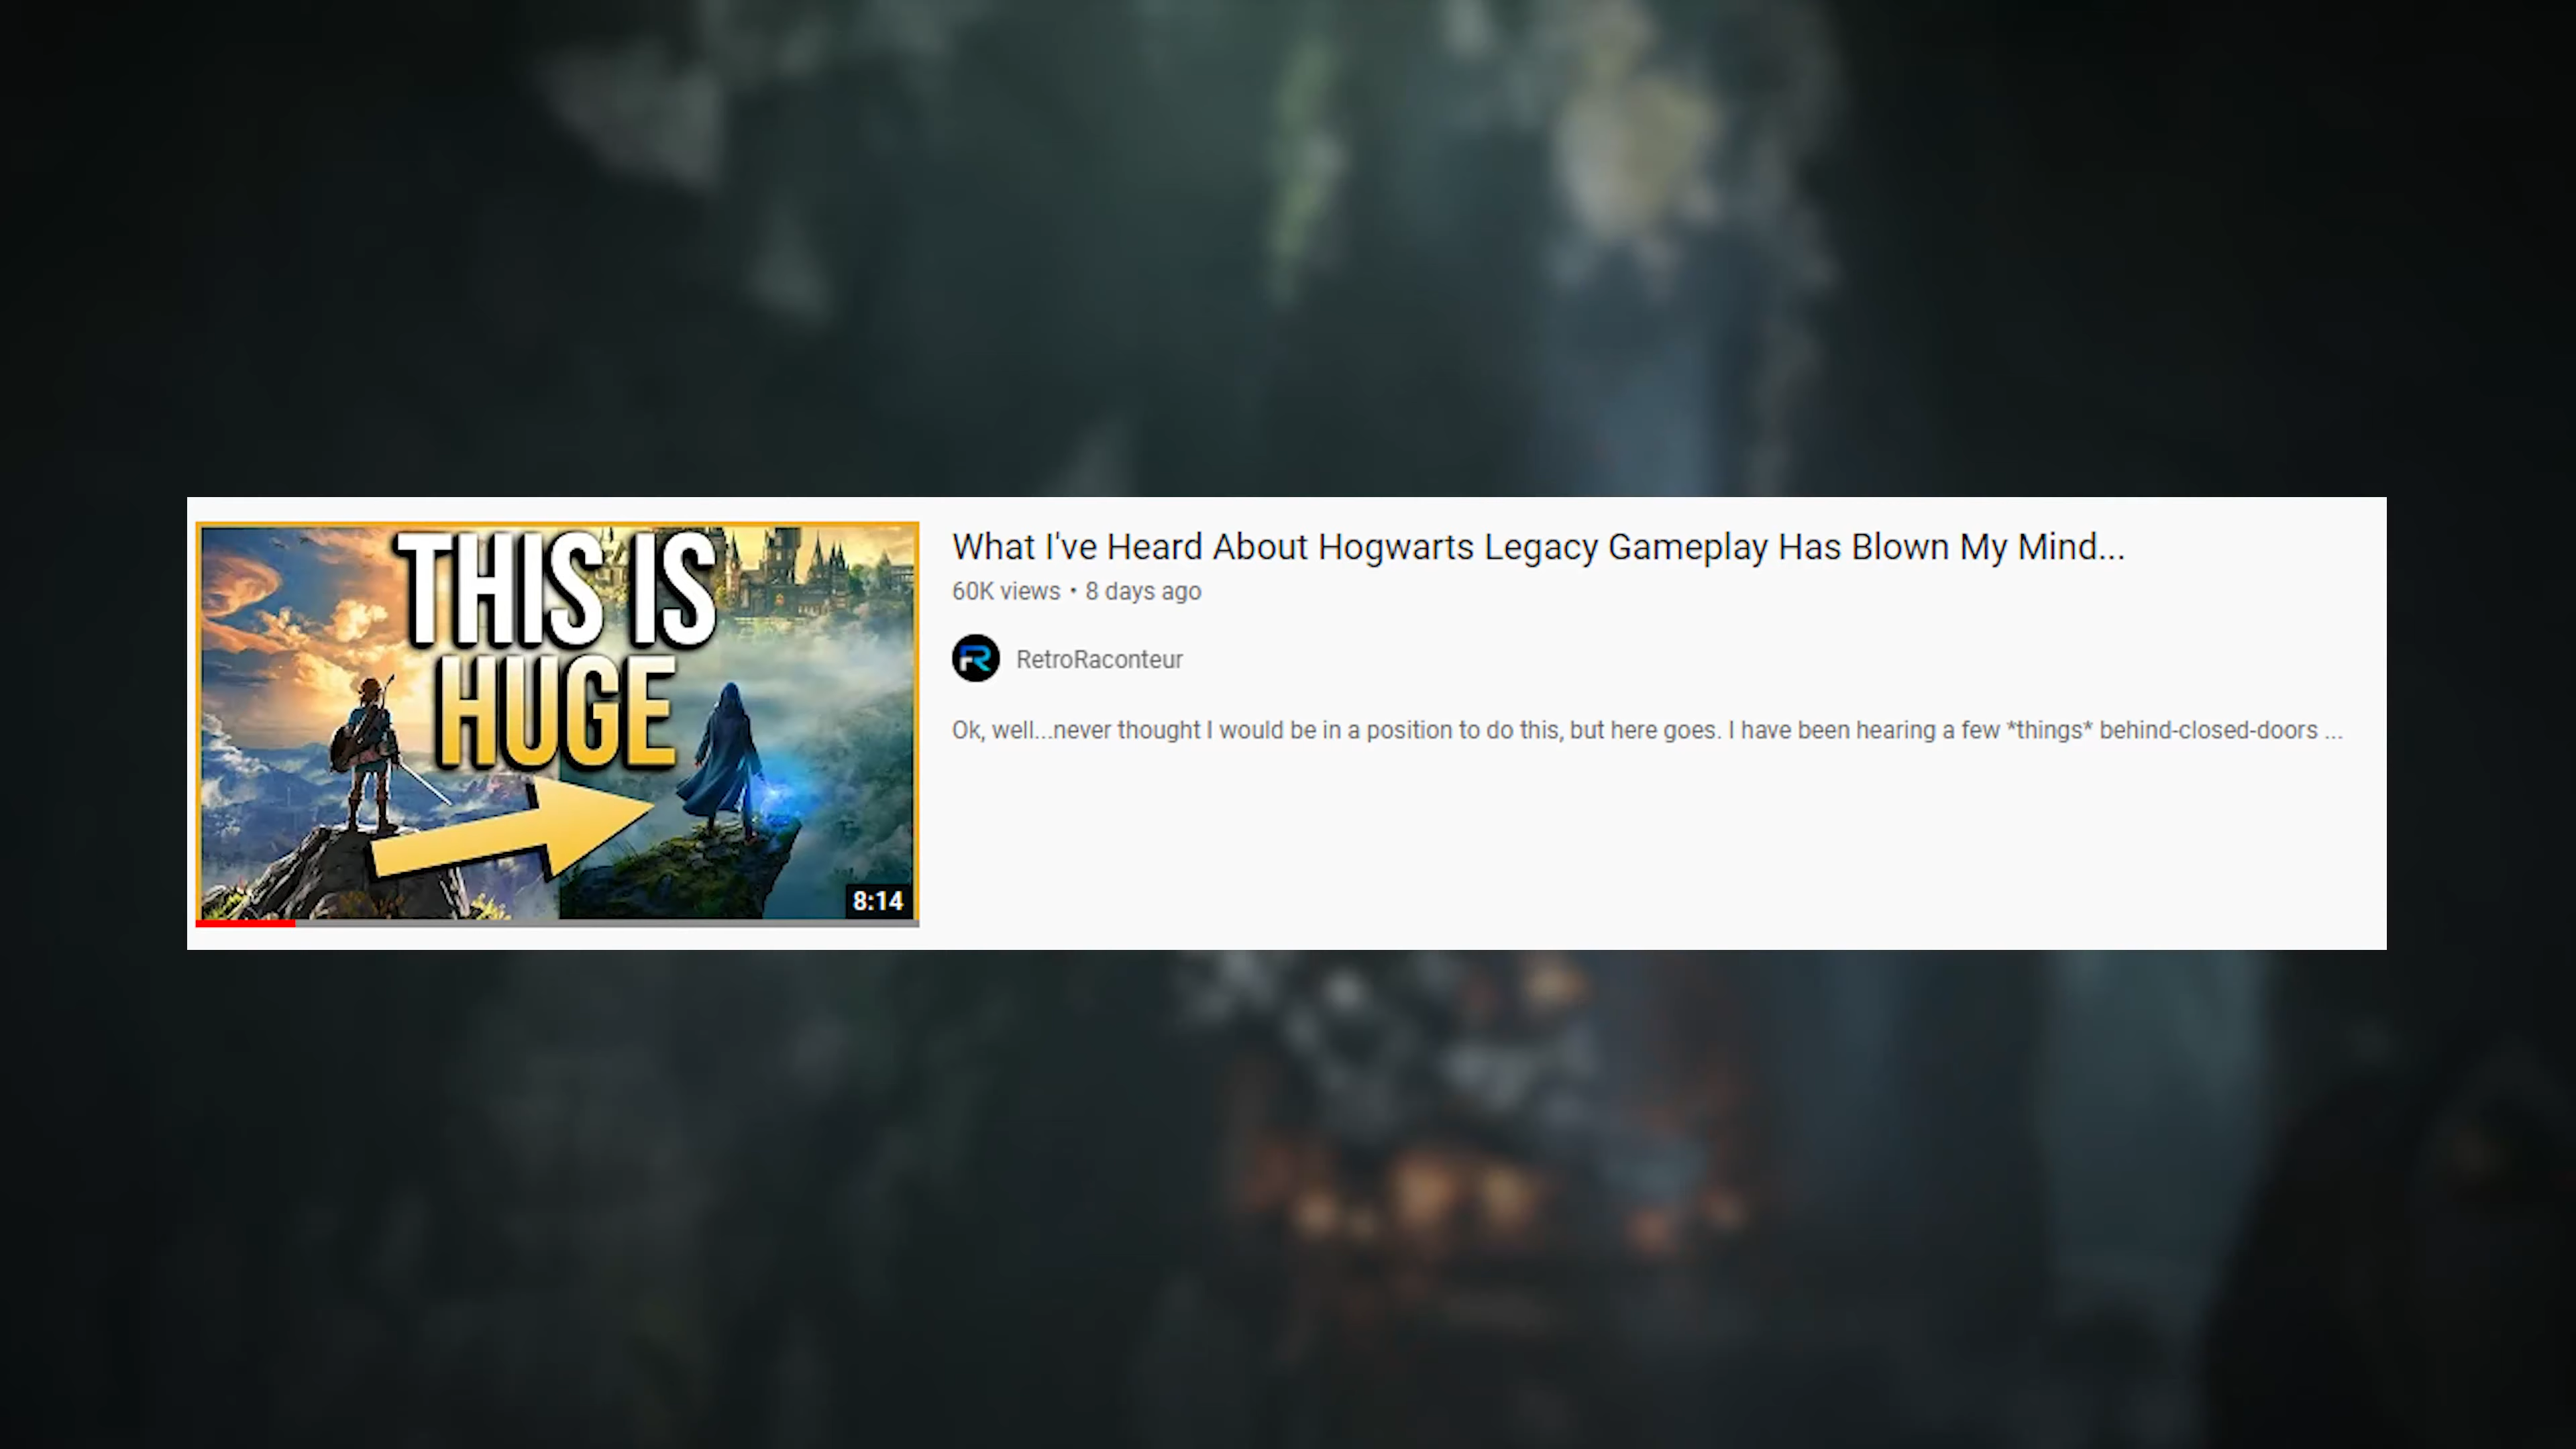 THIS IS
HUGE
8:14
What I've Heard About Hogwarts Legacy Gameplay Has Blown My Mind...
60K views • 8 days ago
RetroRaconteur
Ok, well...never thought I would be in a position to do this, but here goes. I have been hearing a few *things* behind-closed-doors ...